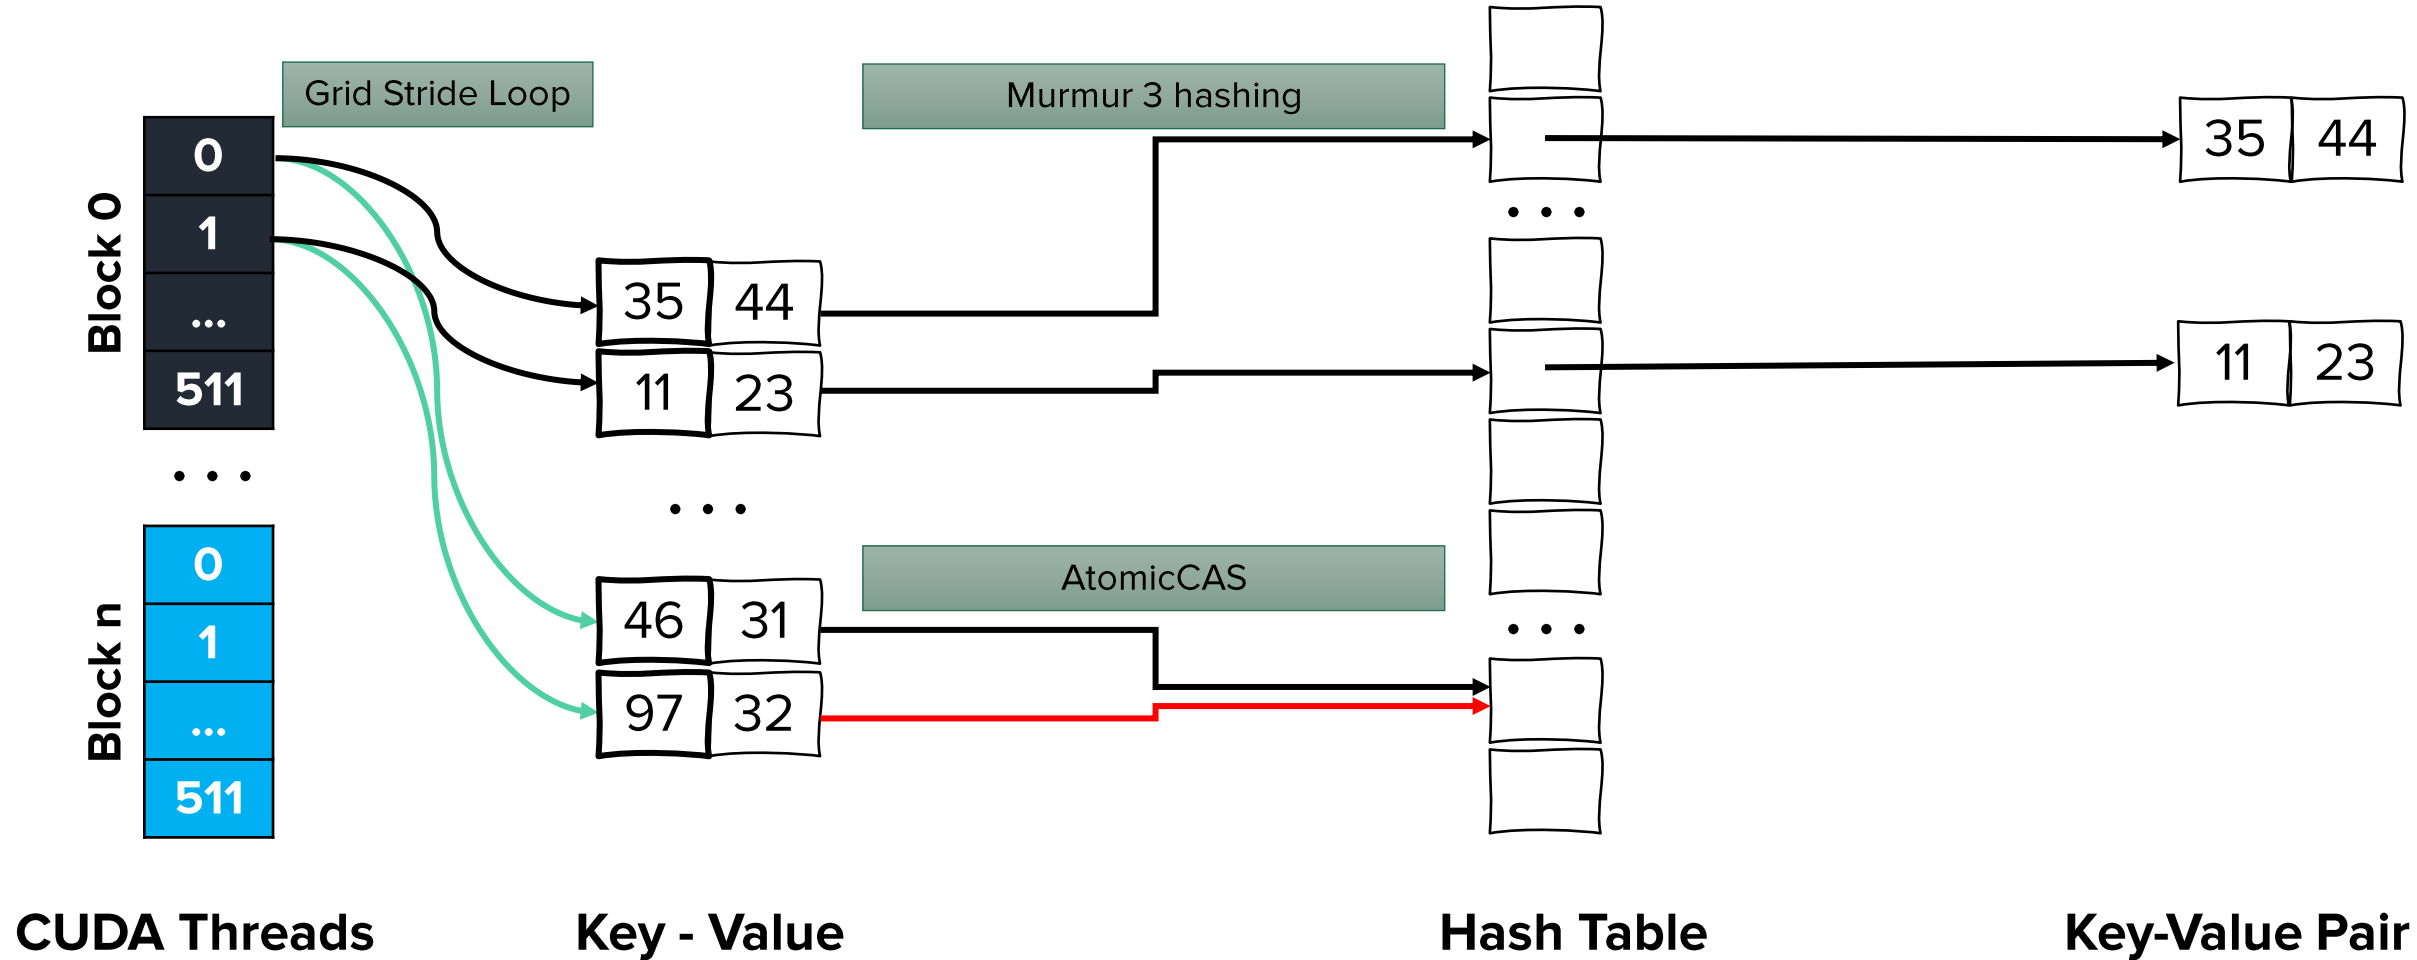 Grid Stride Loop
Murmur 3 hashing
Block 0
0
1
...
511
35 44
11 23
35 44
11 23
...
...
...
Block n
0
1
...
511
46 31
97 32
AtomicCAS
...
CUDA Threads
Key - Value
Hash Table
Key-Value Pair